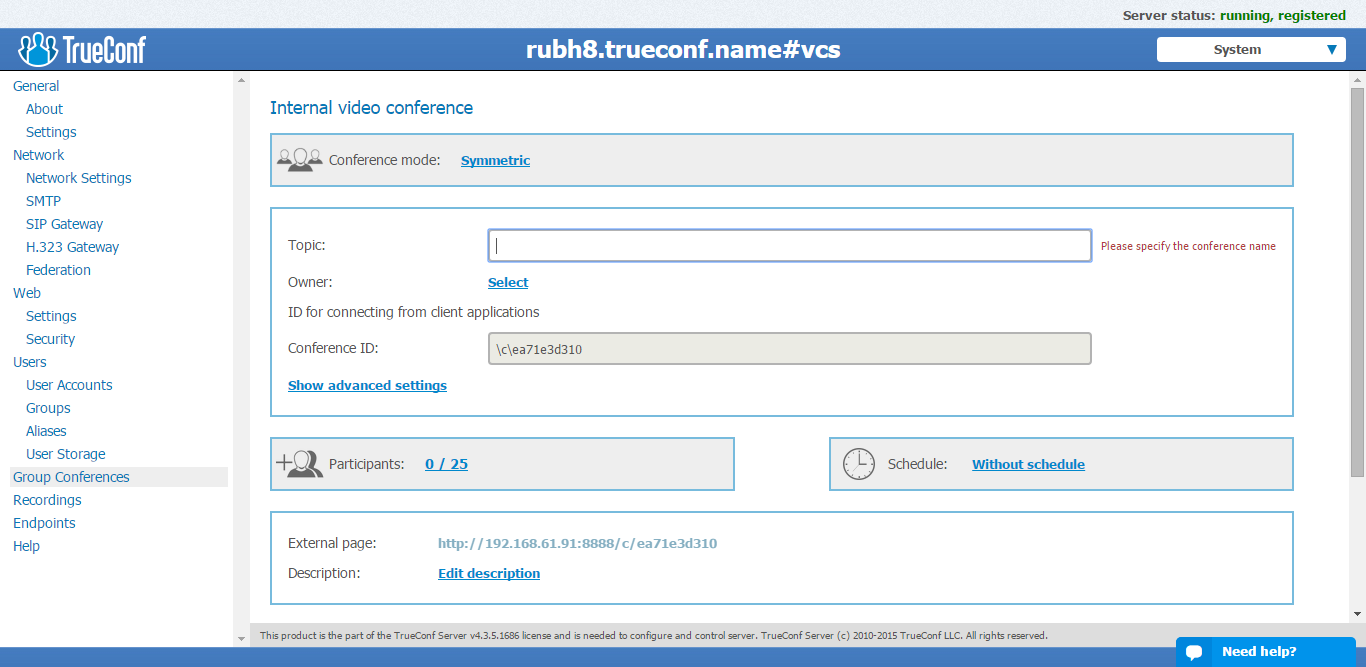 Server status: running, registered
TrueConf
rubh8.trueconf.name#vcs
System
General
About
Settings
Network
Network Settings
SMTP
SIP Gateway
H.323 Gateway
Federation
Web
Settings
Security
Users
User Accounts
Groups
Aliases
User Storage
Group Conferences
Recordings
Endpoints
Help
Internal video conference
Conference mode: Symmetric
Topic: Please specify the conference name
Owner: Select
ID for connecting from client applications
Conference ID: \c\ea71e3d310
Show advanced settings
Participants: 0 / 25
Schedule: Without schedule
External page: http://192.168.61.91:8888/c/ea71e3d310
Description: Edit description
This product is the part of the TrueConf Server v4.3.5.1686 license and is needed to configure and control server. TrueConf Server (c) 2010-2015 TrueConf LLC. All rights reserved.
Need help?